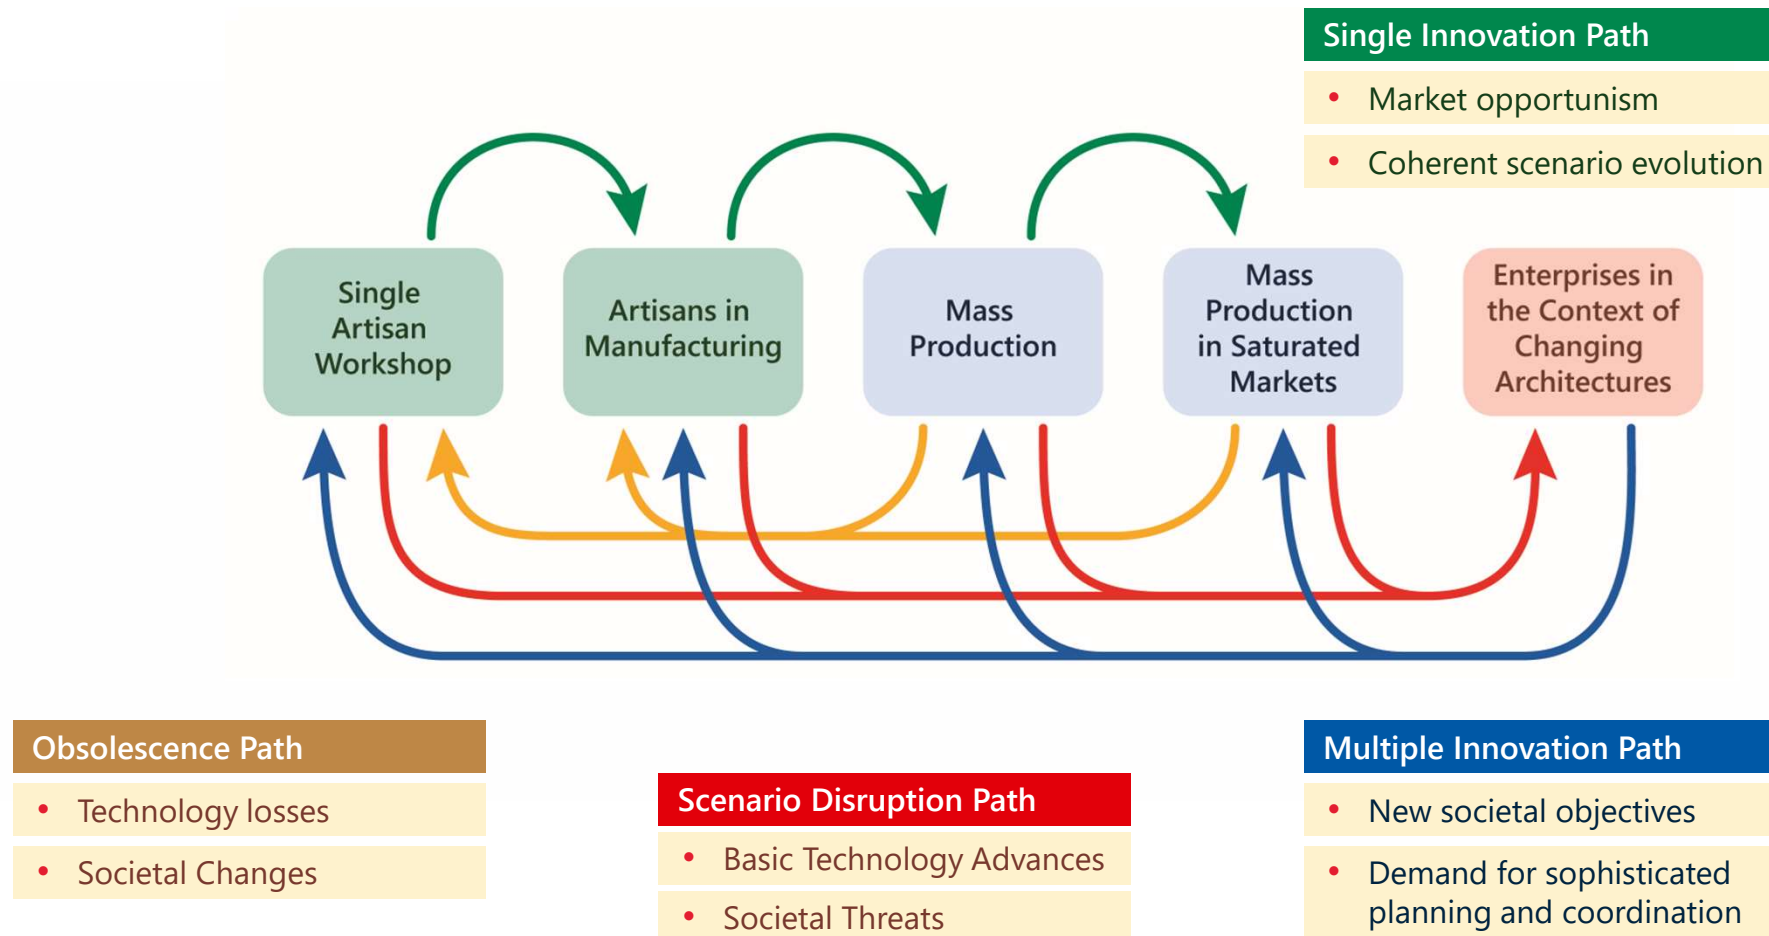 Single Innovation Path
• Market opportunism
• Coherent scenario evolution
Single
Artisan
Workshop
Artisans in
Manufacturing
Mass
Production
Mass
Production
in Saturated
Markets
Enterprises in
the Context of
Changing
Architectures
Obsolescence Path
• Technology losses
• Societal Changes
Scenario Disruption Path
• Basic Technology Advances
• Societal Threats
Multiple Innovation Path
• New societal objectives
• Demand for sophisticated
planning and coordination